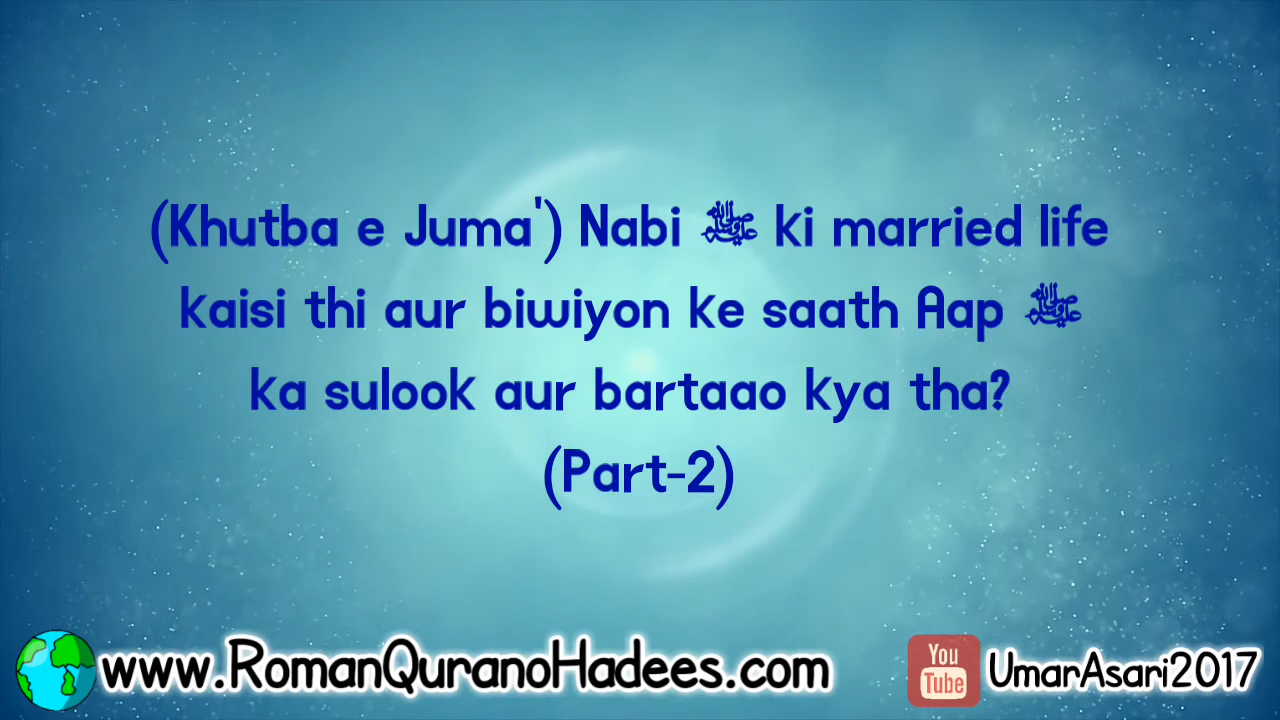 (Khutba e Juma') Nabi ﷺ ki married life
kaisi thi aur biwiyon ke saath Aap ﷺ
ka sulook aur bartaao kya tha?
(Part-2)
www.RomanQuranoHadees.com
You
Tube
UmarAsari2017